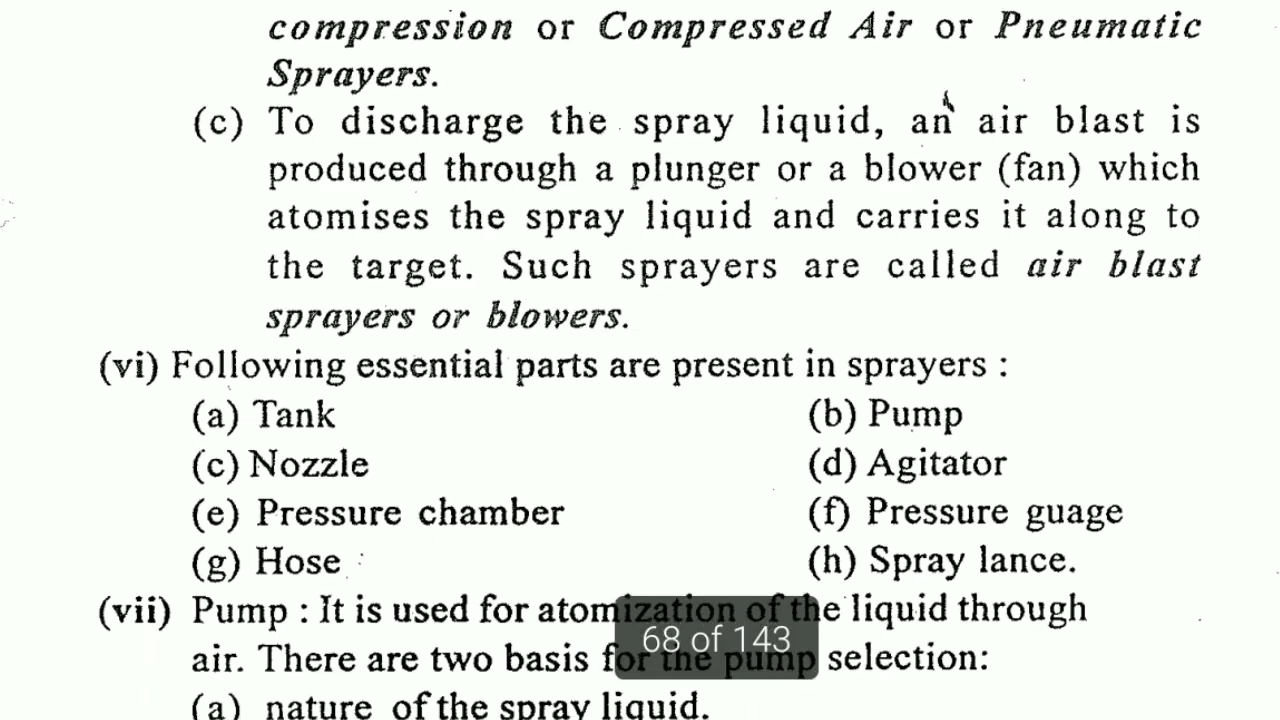 compression or Compressed Air or Pneumatic
Sprayers.
(c) To discharge the spray liquid, an air blast is
produced through a plunger or a blower (fan) which
atomises the spray liquid and carries it along to
the target. Such sprayers are called air blast
sprayers or blowers.
(vi) Following essential parts are present in sprayers :
(a) Tank (b) Pump
(c) Nozzle (d) Agitator
(e) Pressure chamber (f) Pressure guage
(g) Hose (h) Spray lance.
(vii) Pump : It is used for atomization of the liquid through
air. There are two basis for the pump selection:
68 of 143
(a) nature of the spray liquid.